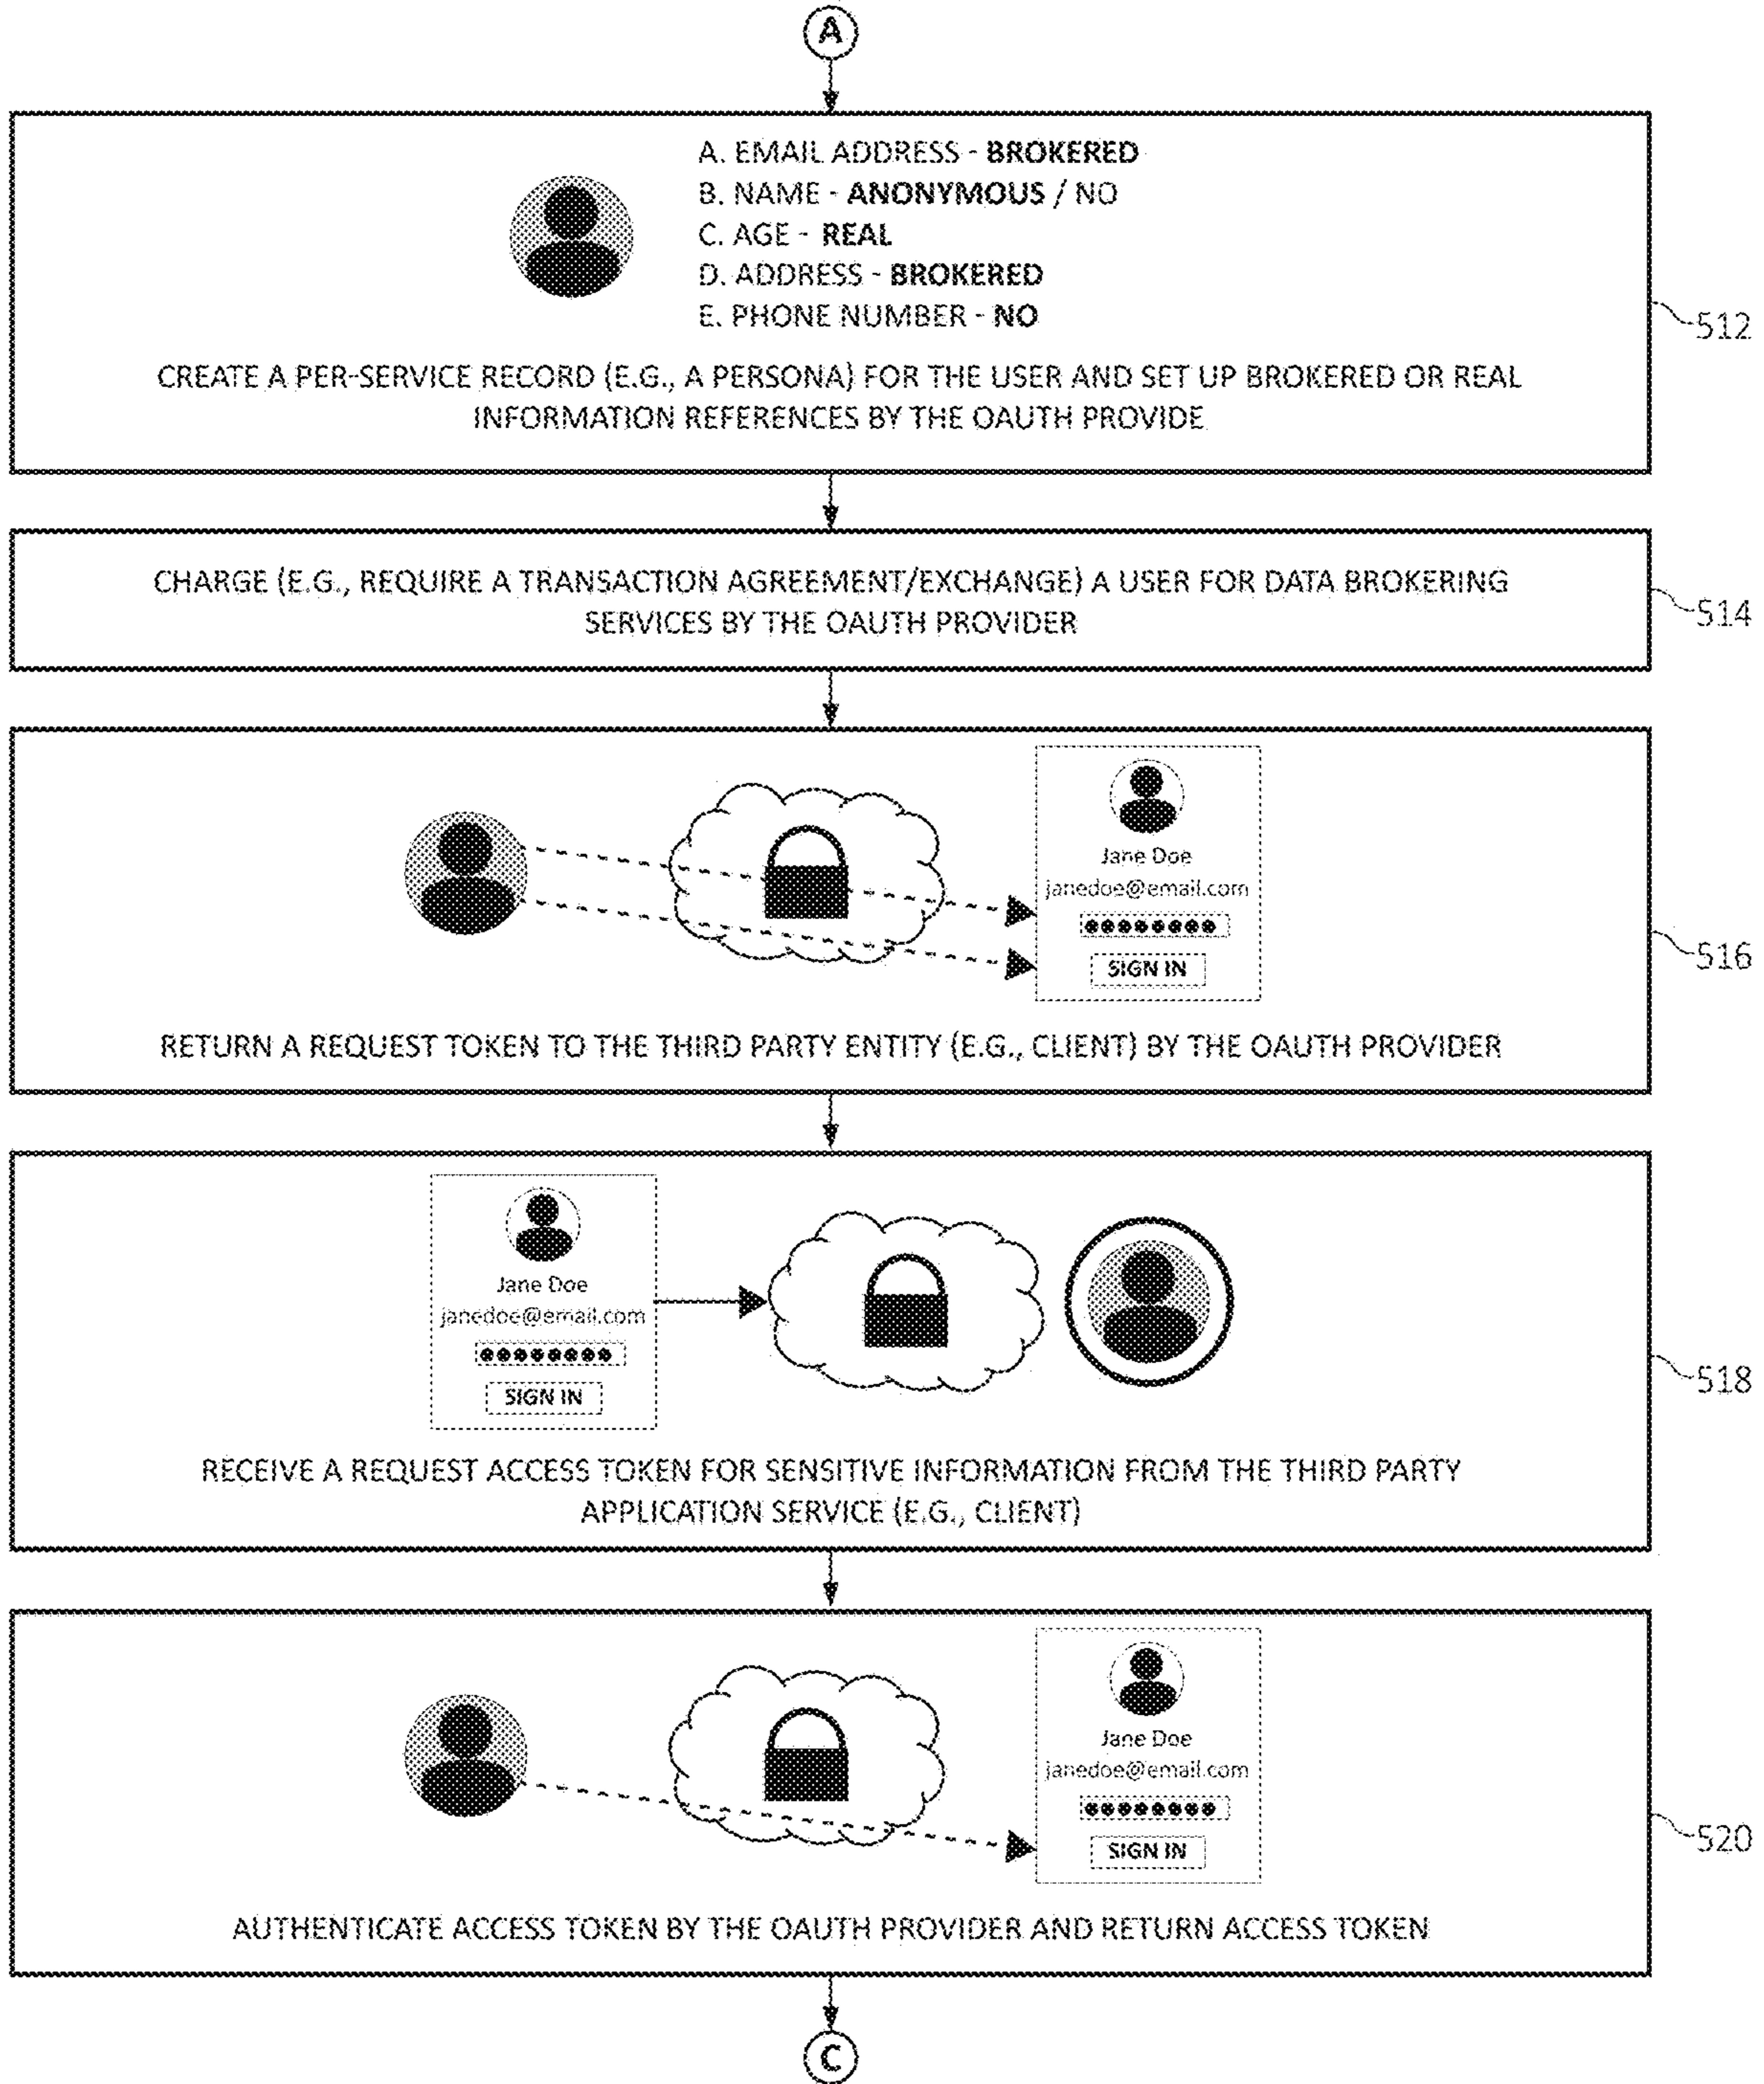 A
A. EMAIL ADDRESS - BROKERED
B. NAME - ANONYMOUS / NO
C. AGE - REAL
D. ADDRESS - BROKERED
E. PHONE NUMBER - NO
512
CREATE A PER-SERVICE RECORD (E.G., A PERSONA) FOR THE USER AND SET UP BROKERED OR REAL
INFORMATION REFERENCES BY THE OAUTH PROVIDE
CHARGE (E.G., REQUIRE A TRANSACTION AGREEMENT/EXCHANGE) A USER FOR DATA BROKERING
SERVICES BY THE OAUTH PROVIDER
514
Jane Doe
janedoe@email.com
SIGN IN
516
RETURN A REQUEST TOKEN TO THE THIRD PARTY ENTITY (E.G., CLIENT) BY THE OAUTH PROVIDER
Jane Doe
janedoe@email.com
SIGN IN
518
RECEIVE A REQUEST ACCESS TOKEN FOR SENSITIVE INFORMATION FROM THE THIRD PARTY
APPLICATION SERVICE (E.G., CLIENT)
Jane Doe
janedoe@email.com
SIGN IN
520
AUTHENTICATE ACCESS TOKEN BY THE OAUTH PROVIDER AND RETURN ACCESS TOKEN
C